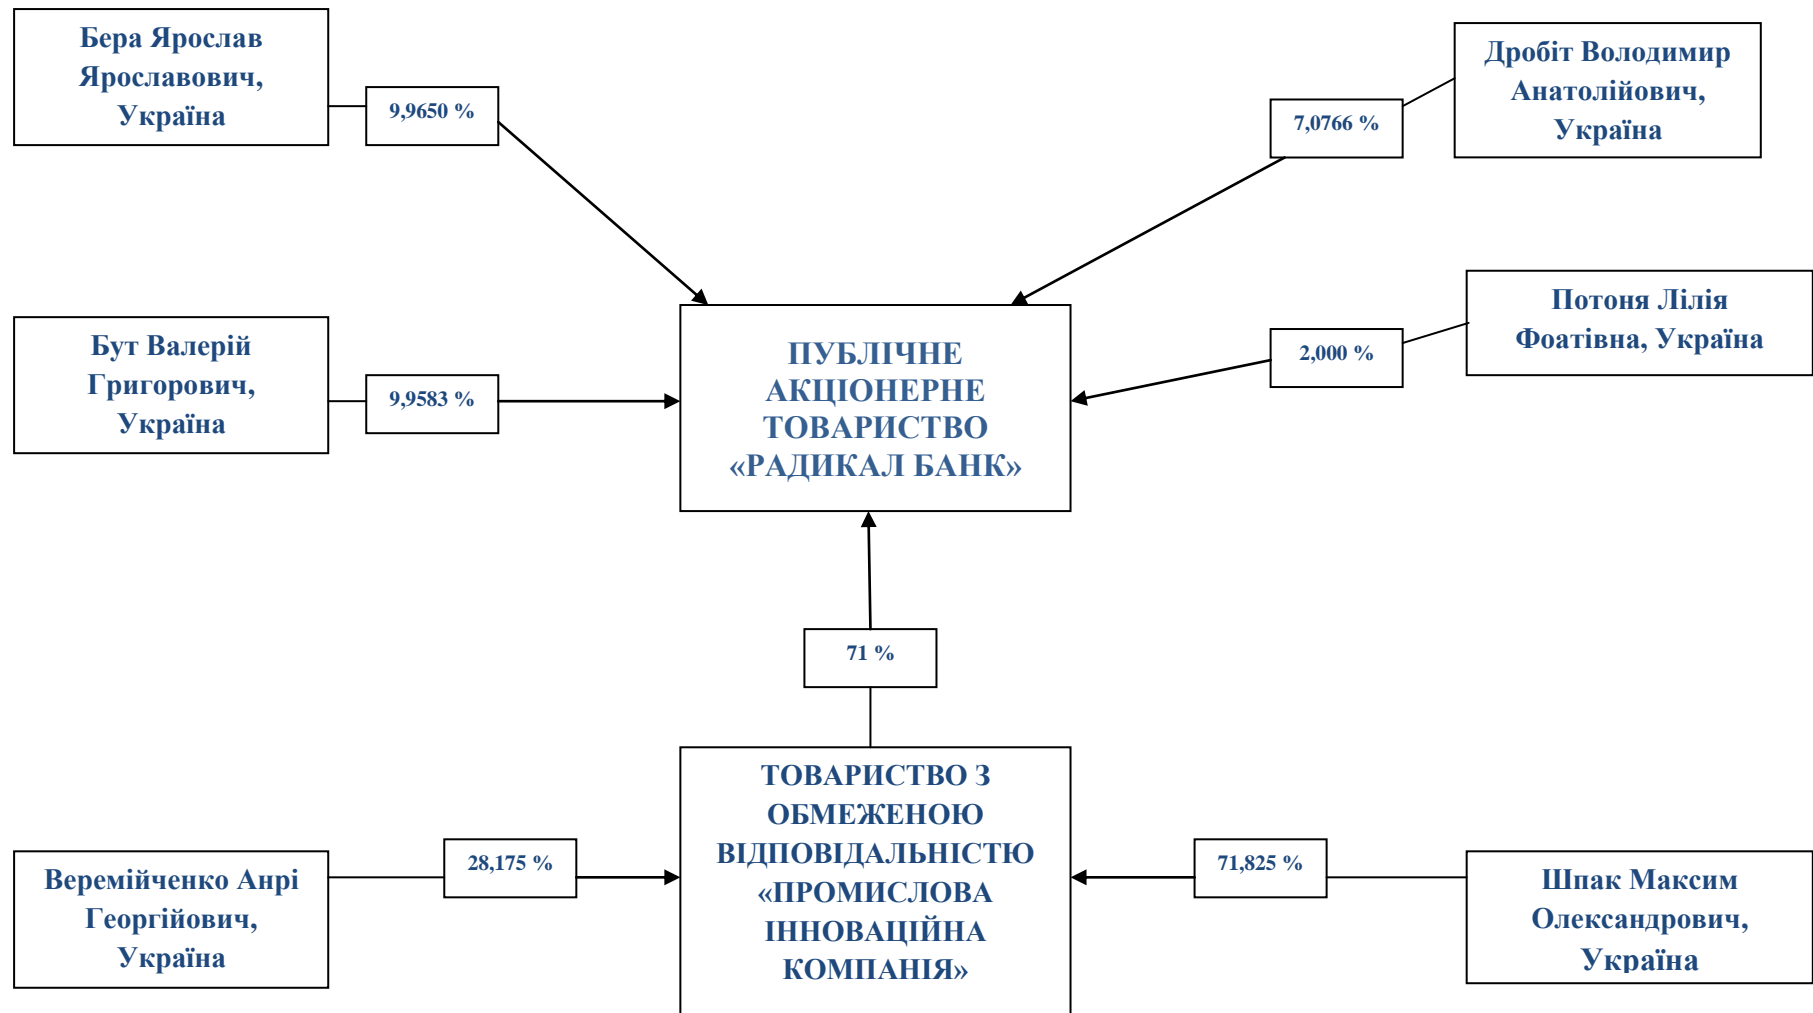 Бера Ярослав
Ярославович,
Україна
9,9650 %
Дробіт Володимир
Анатолійович,
Україна
7,0766 %
Бут Валерій
Григорович,
Україна
9,9583 %
ПУБЛІЧНЕ
АКЦІОНЕРНЕ
ТОВАРИСТВО
«РАДИКАЛ БАНК»
2,000 %
Потоня Лілія
Фоатівна, Україна
71 %
Веремійченко Анрі
Георгійович,
Україна
28,175 %
ТОВАРИСТВО З
ОБМЕЖЕНОЮ
ВІДПОВІДАЛЬНІСТЮ
«ПРОМИСЛОВА
ІННОВАЦІЙНА
КОМПАНІЯ»
71,825 %
Шпак Максим
Олександрович,
Україна